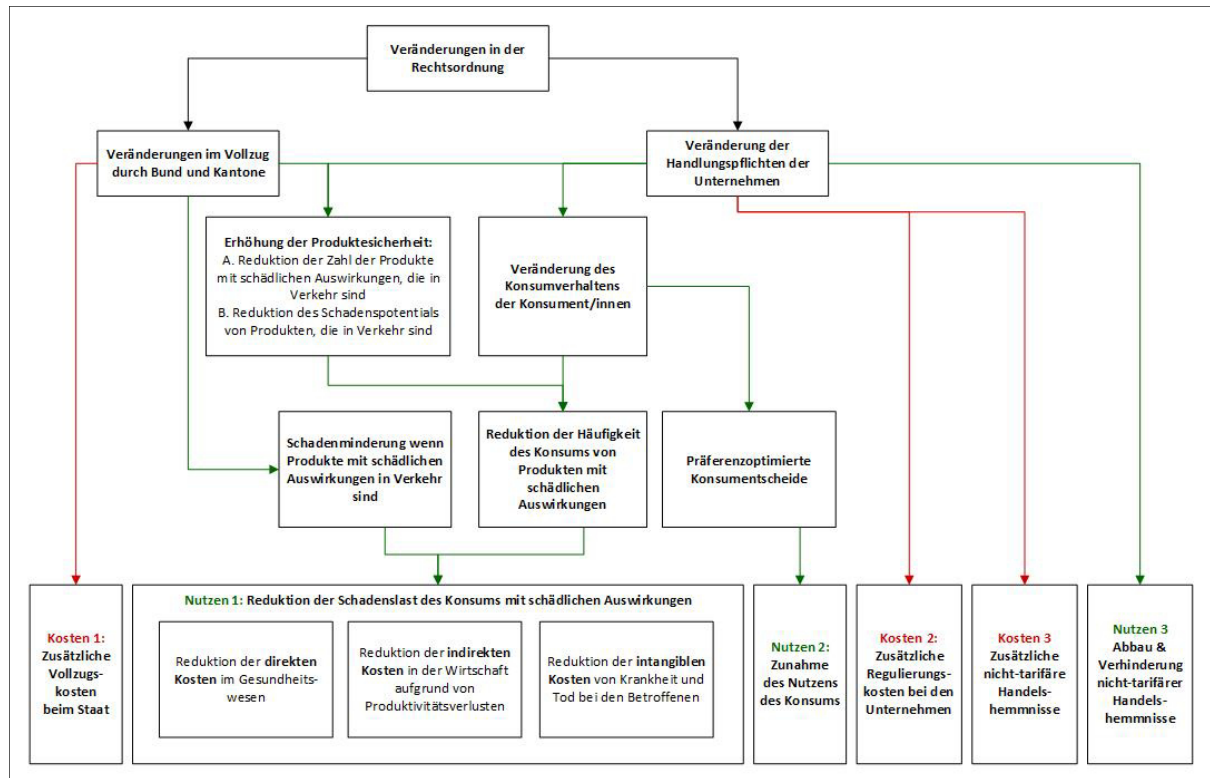 Veränderungen in der
Rechtsordnung
Veränderungen im Vollzug
durch Bund und Kantone
Veränderung der
Handlungspflichten der
Unternehmen
Erhöhung der Produktesicherheit:
A. Reduktion der Zahl der Produkte
mit schädlichen Auswirkungen, die in
Verkehr sind
B. Reduktion des Schadenspotentials
von Produkten, die in Verkehr sind
Veränderung des
Konsumverhaltens
der Konsument/innen
Schadenminderung wenn
Produkte mit schädlichen
Auswirkungen in Verkehr
sind
Reduktion der Häufigkeit
des Konsums von
Produkten mit
schädlichen
Auswirkungen
Präferenzoptimierte
Konsumentscheide
Kosten 1:
Zusätzliche
Vollzugs-
kosten
beim Staat
Nutzen 1: Reduktion der Schadenslast des Konsums mit schädlichen Auswirkungen
Reduktion der direkten
Kosten im Gesundheits-
wesen
Reduktion der indirekten
Kosten in der Wirtschaft
aufgrund von
Produktivitätsverlusten
Reduktion der intangiblen
Kosten von Krankheit und
Tod bei den Betroffenen
Nutzen 2:
Zunahme
des Nutzens
des Konsums
Kosten 2:
Zusätzliche
Regulierungs-
kosten bei den
Unternehmen
Kosten 3
Zusätzliche
nicht-tarifäre
Handels-
hemmnisse
Nutzen 3
Abbau &
Verhinderung
nicht-tarifärer
Handels-
hemmnisse